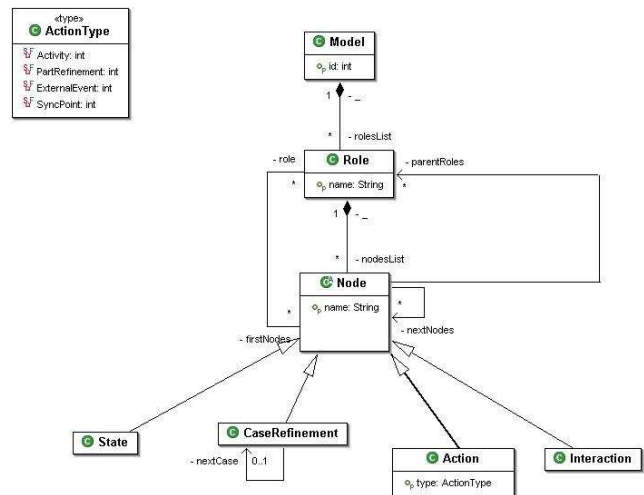 «type»
ActionType
Activity: int
PartRefinement: int
ExternalEvent: int
SyncPoint: int
Model
id: int
1 - _
* - rolesList
- role
Role
- parentRoles
name: String
* *
1 - _
* - nodesList
Node
name: String
*
* - nextNodes
- firstNodes
State
CaseRefinement
- nextCase 0..1
Action
type: ActionType
Interaction